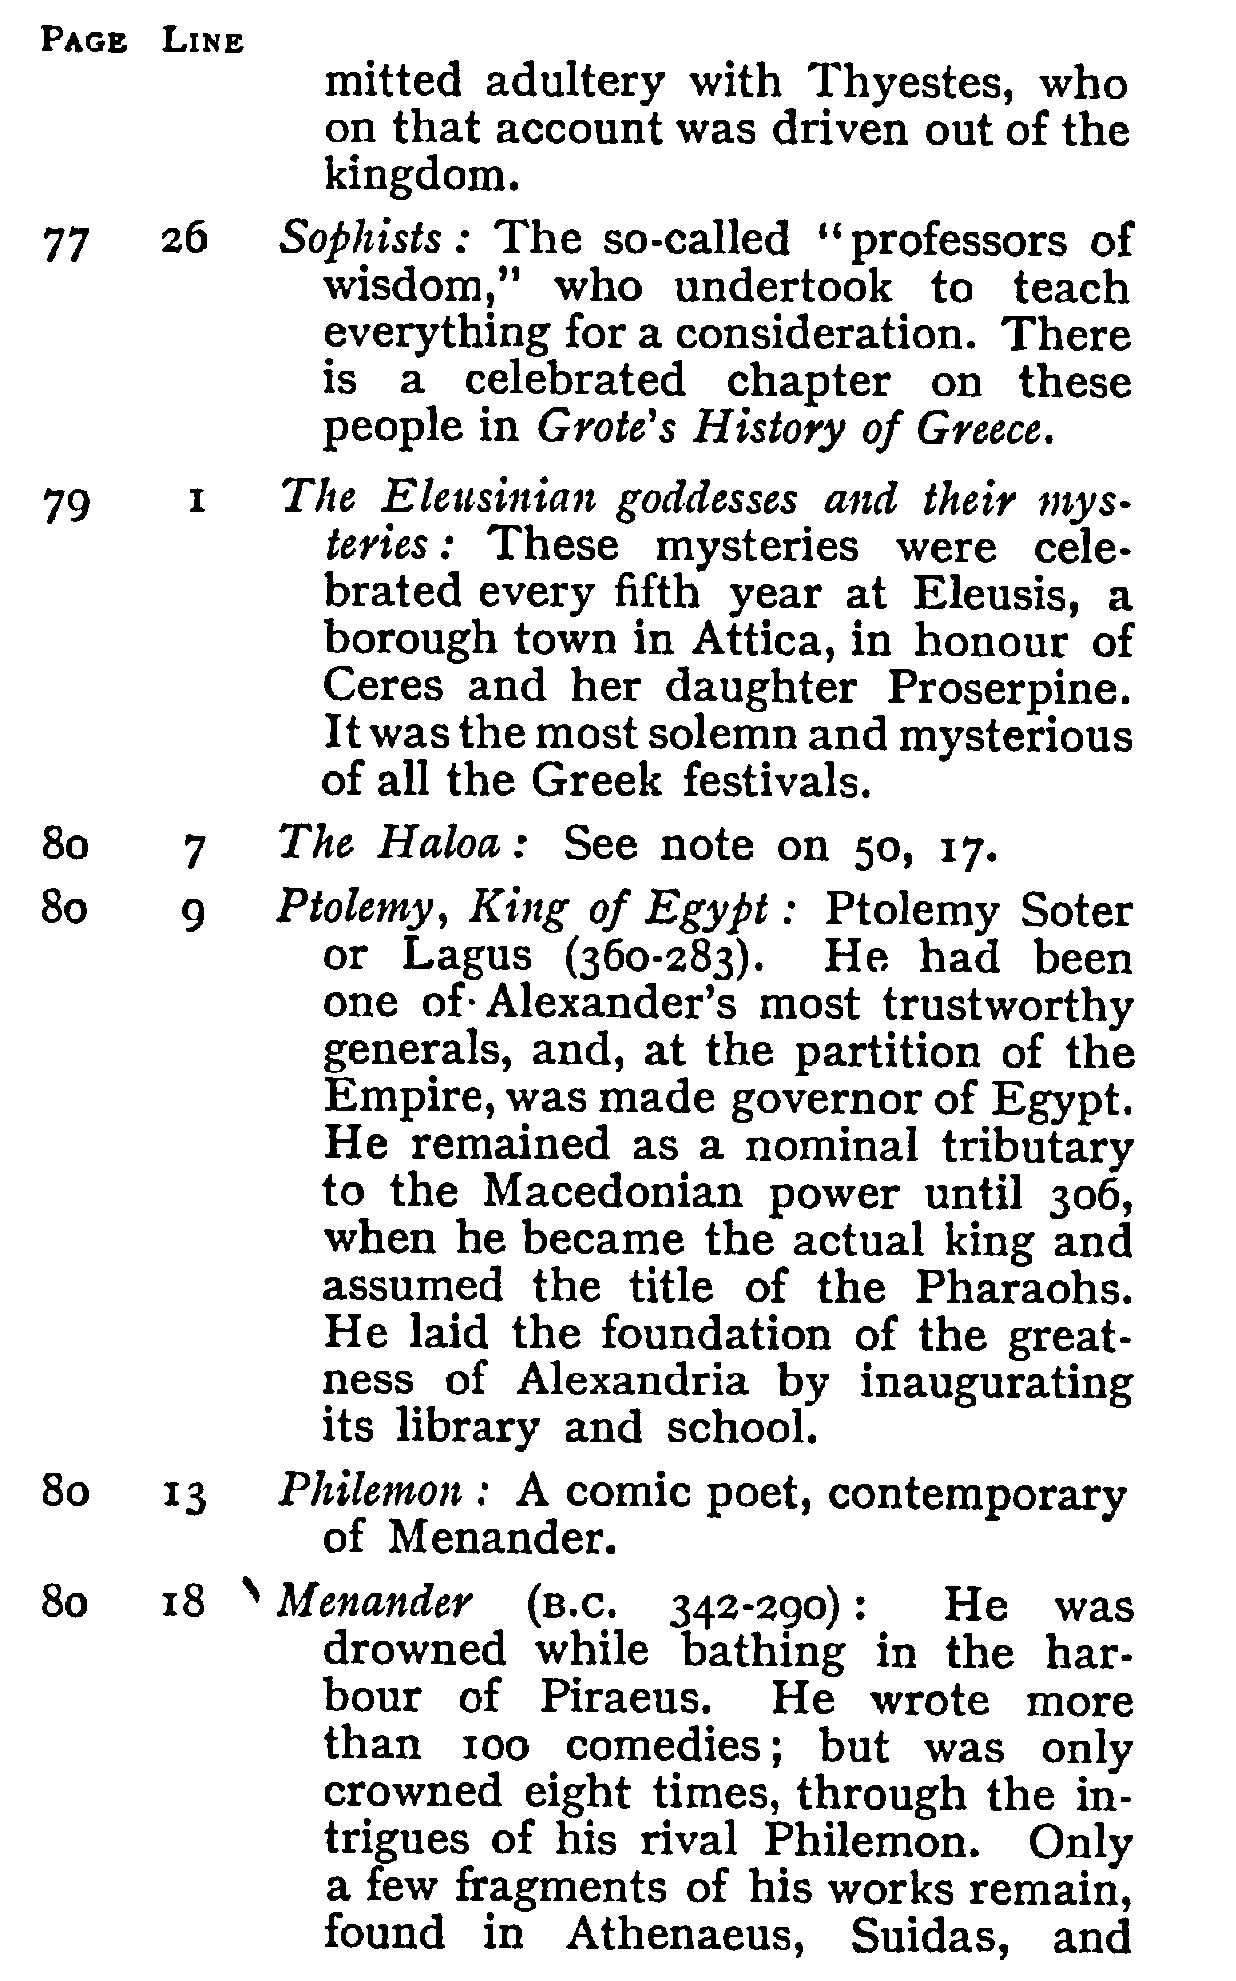 PAGE LINE
mitted adultery with Thyestes, who
on that account was driven out of the
kingdom.
77 26 Sophists : The so-called “professors of
wisdom,” who undertook to teach
everything for a consideration. There
is a celebrated chapter on these
people in Grote's History of Greece.
79 1 The Eleusinian goddesses and their mys-
teries : These mysteries were cele-
brated every fifth year at Eleusis, a
borough town in Attica, in honour of
Ceres and her daughter Proserpine.
It was the most solemn and mysterious
of all the Greek festivals.
80 7 The Haloa : See note on 50, 17.
80 9 Ptolemy, King of Egypt : Ptolemy Soter
or Lagus (360-283). He had been
one of Alexander's most trustworthy
generals, and, at the partition of the
Empire, was made governor of Egypt.
He remained as a nominal tributary
to the Macedonian power until 306,
when he became the actual king and
assumed the title of the Pharaohs.
He laid the foundation of the great-
ness of Alexandria by inaugurating
its library and school.
80 13 Philemon : A comic poet, contemporary
of Menander.
80 18 Menander (B.C. 342-290) : He was
drowned while bathing in the har-
bour of Piraeus. He wrote more
than 100 comedies; but was only
crowned eight times, through the in-
trigues of his rival Philemon. Only
a few fragments of his works remain,
found in Athenaeus, Suidas, and